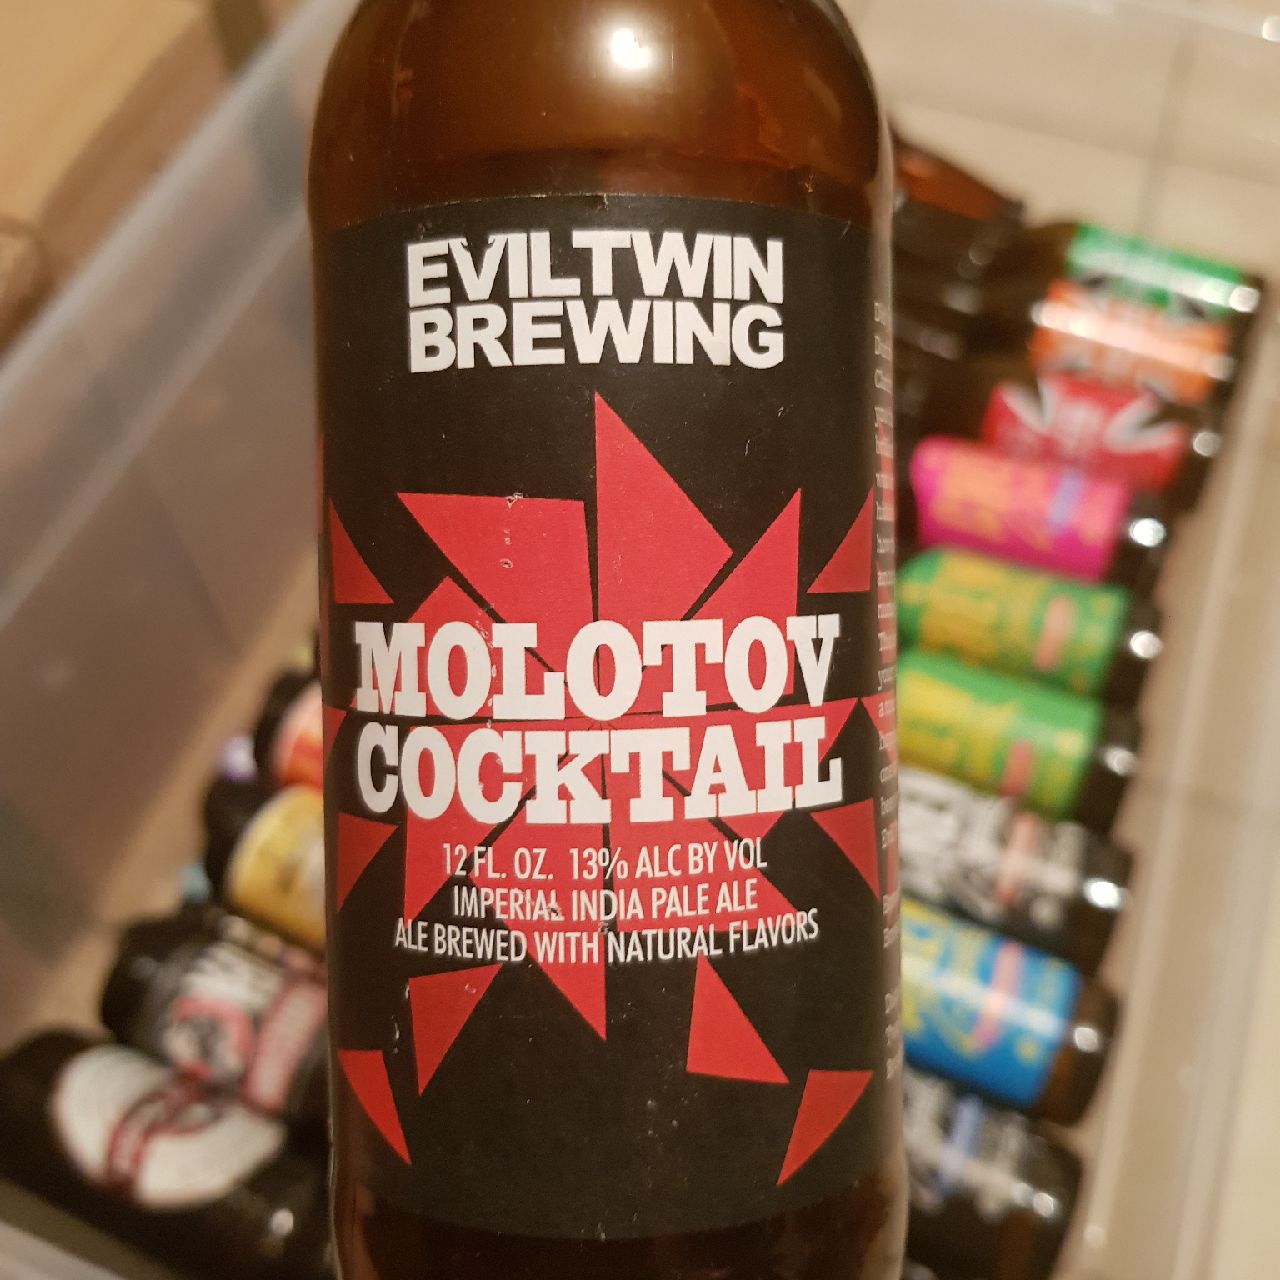 EVILTWIN
BREWING
MOLOTOV
COCKTAIL
12 FL. OZ. 13% ALC BY VOL
IMPERIAL INDIA PALE ALE
ALE BREWED WITH NATURAL FLAVORS